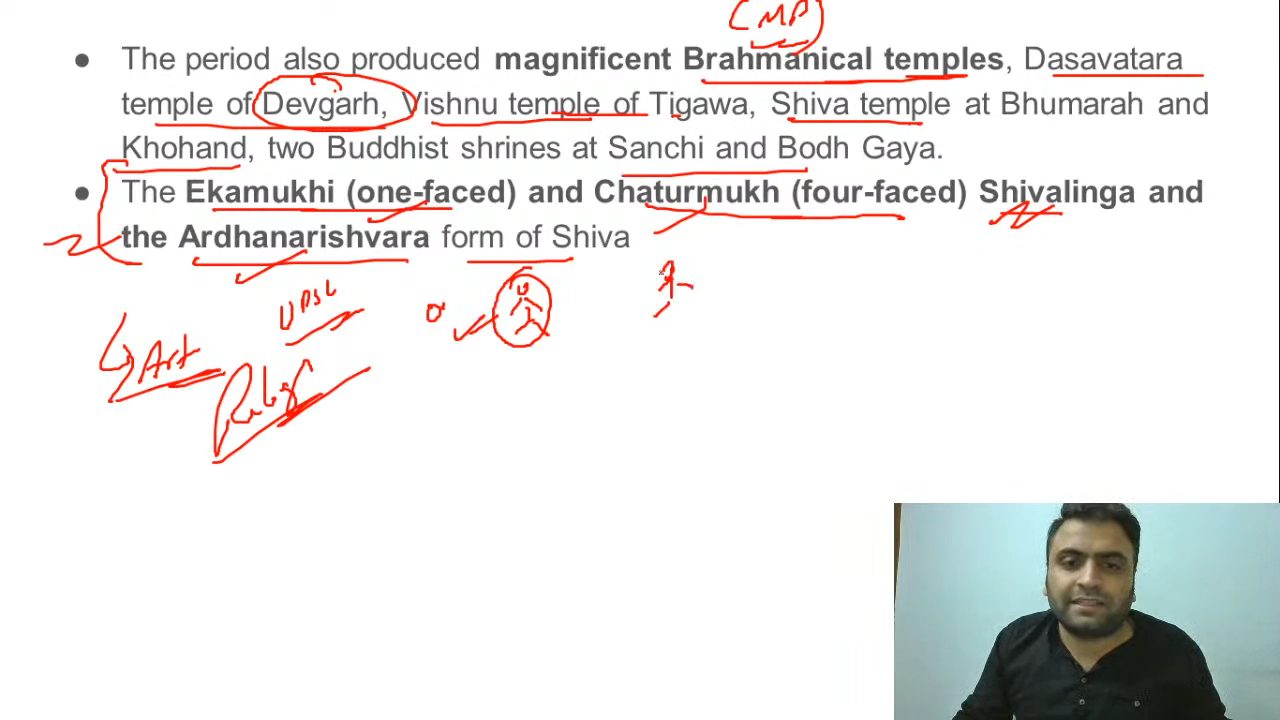 (MP)
● The period also produced magnificent Brahmanical temples, Dasavatara
temple of Devgarh, Vishnu temple of Tigawa, Shiva temple at Bhumarah and
Khohand, two Buddhist shrines at Sanchi and Bodh Gaya.
● The Ekamukhi (one-faced) and Chaturmukh (four-faced) Shivalinga and
the Ardhanarishvara form of Shiva
UPSC
Art